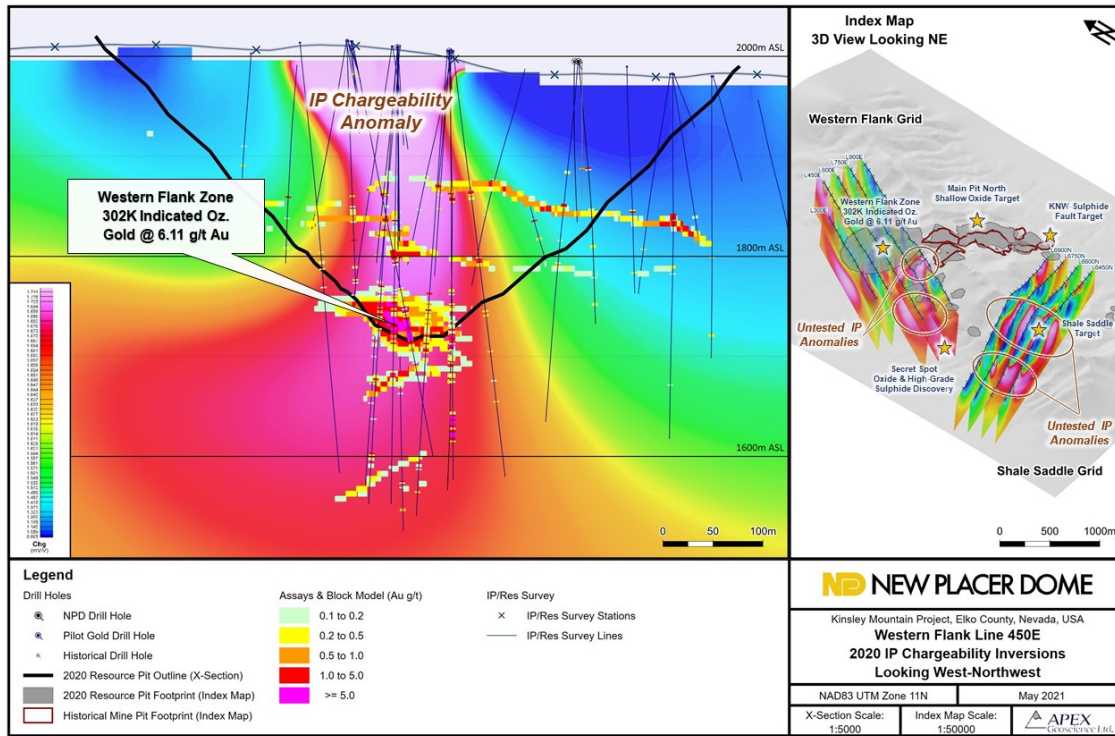 2000m ASL
IP Chargeability
Anomaly
Western Flank Zone
302K Indicated Oz.
Gold @ 6.11 g/t Au
1800m ASL
1600m ASL
Chg
(mV/V)
0 50 100m
Index Map
3D View Looking NE
N
Western Flank Grid
L900E
L750E
L600E
L450E
L300E
Western Flank Zone
302K Indicated Oz.
Gold @ 6.11 g/t Au
Main Pit North
Shallow Oxide Target
KNW Sulphide
Fault Target
6900N
L6750N
L6600N
L6450N
Untested IP
Anomalies
Shale Saddle
Target
Secret Spot
Oxide & High-Grade
Sulphide Discovery
Untested IP
Anomalies
Shale Saddle Grid
0 500 1000m
Legend
Drill Holes
NPD Drill Hole
Pilot Gold Drill Hole
Historical Drill Hole
2020 Resource Pit Outline (X-Section)
2020 Resource Pit Footprint (Index Map)
Historical Mine Pit Footprint (Index Map)
Assays & Block Model (Au g/t)
0.1 to 0.2
0.2 to 0.5
0.5 to 1.0
1.0 to 5.0
>= 5.0
IP/Res Survey
IP/Res Survey Stations
IP/Res Survey Lines
ND NEW PLACER DOME
Kinsley Mountain Project, Elko County, Nevada, USA
Western Flank Line 450E
2020 IP Chargeability Inversions
Looking West-Northwest
NAD83 UTM Zone 11N
May 2021
X-Section Scale:
1:5000
Index Map Scale:
1:50000
APEX
Geoscience Ltd.